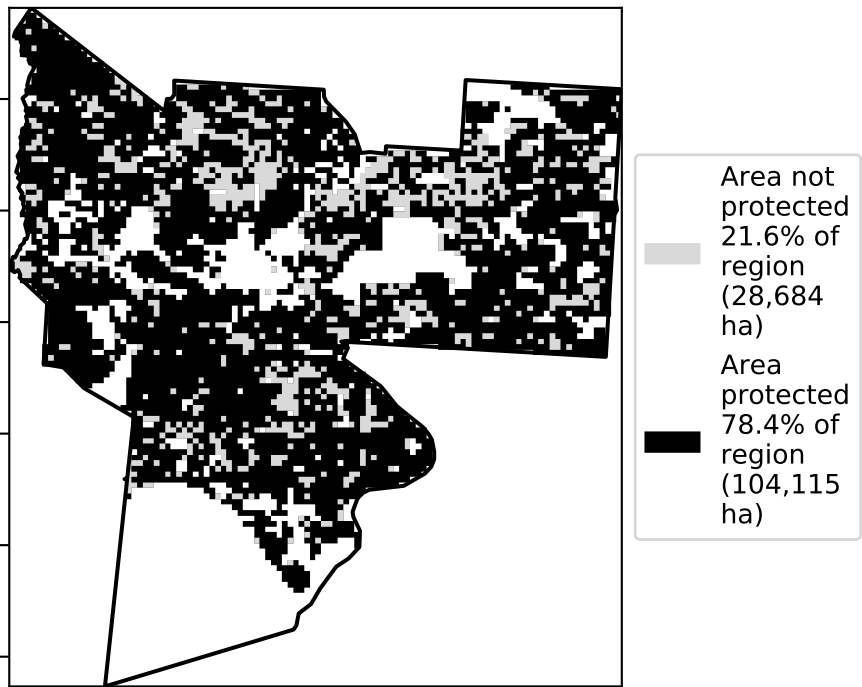 Area not
protected
21.6% of
region
(28,684
ha)
Area
protected
78.4% of
region
(104,115
ha)